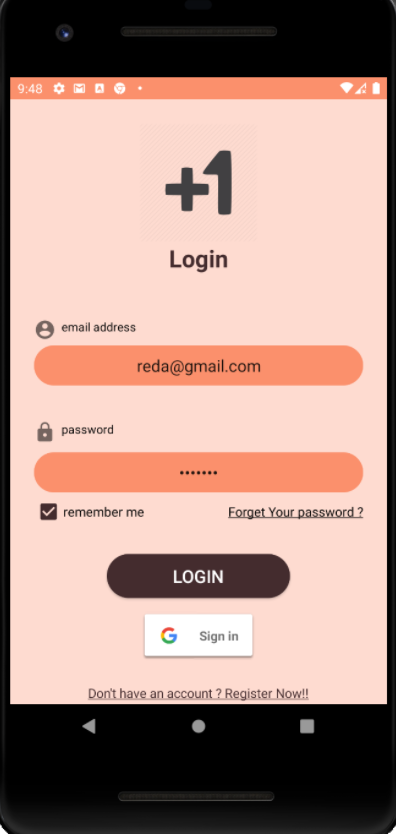 9:48
+1
Login
email address
reda@gmail.com
password
•••••••
remember me
Forget Your password ?
LOGIN
Sign in
Don't have an account ? Register Now!!